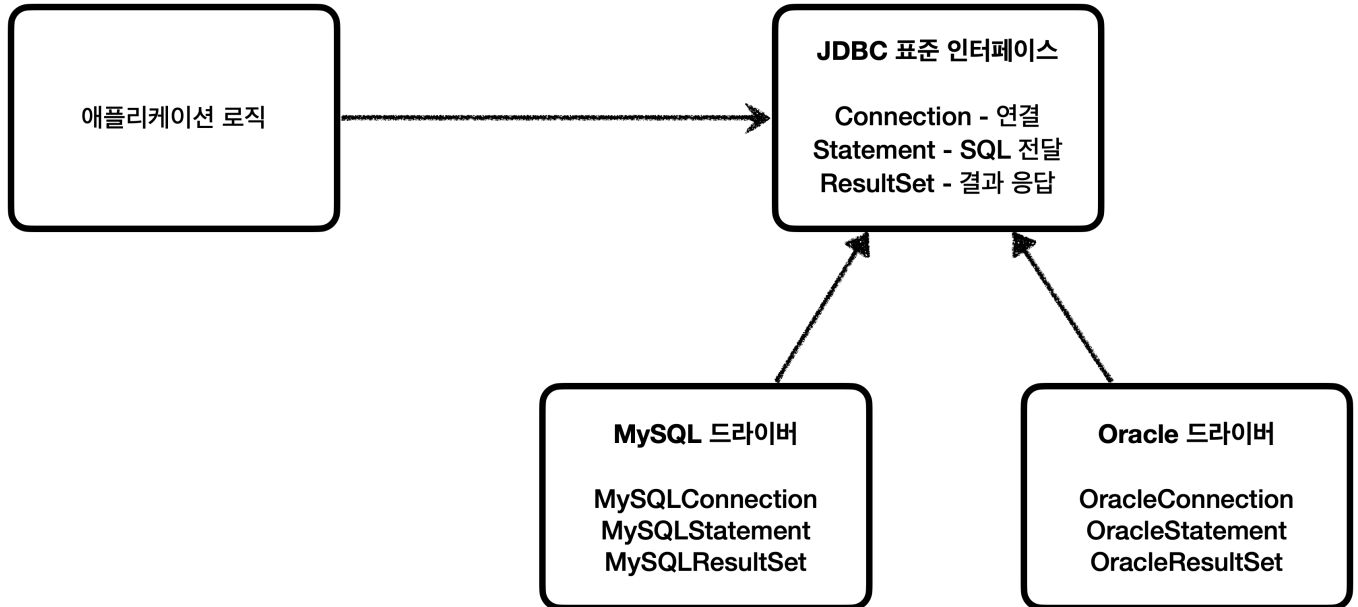 애플리케이션 로직
JDBC 표준 인터페이스
Connection - 연결
Statement - SQL 전달
ResultSet - 결과 응답
MySQL 드라이버
MySQLConnection
MySQLStatement
MySQLResultSet
Oracle 드라이버
OracleConnection
OracleStatement
OracleResultSet